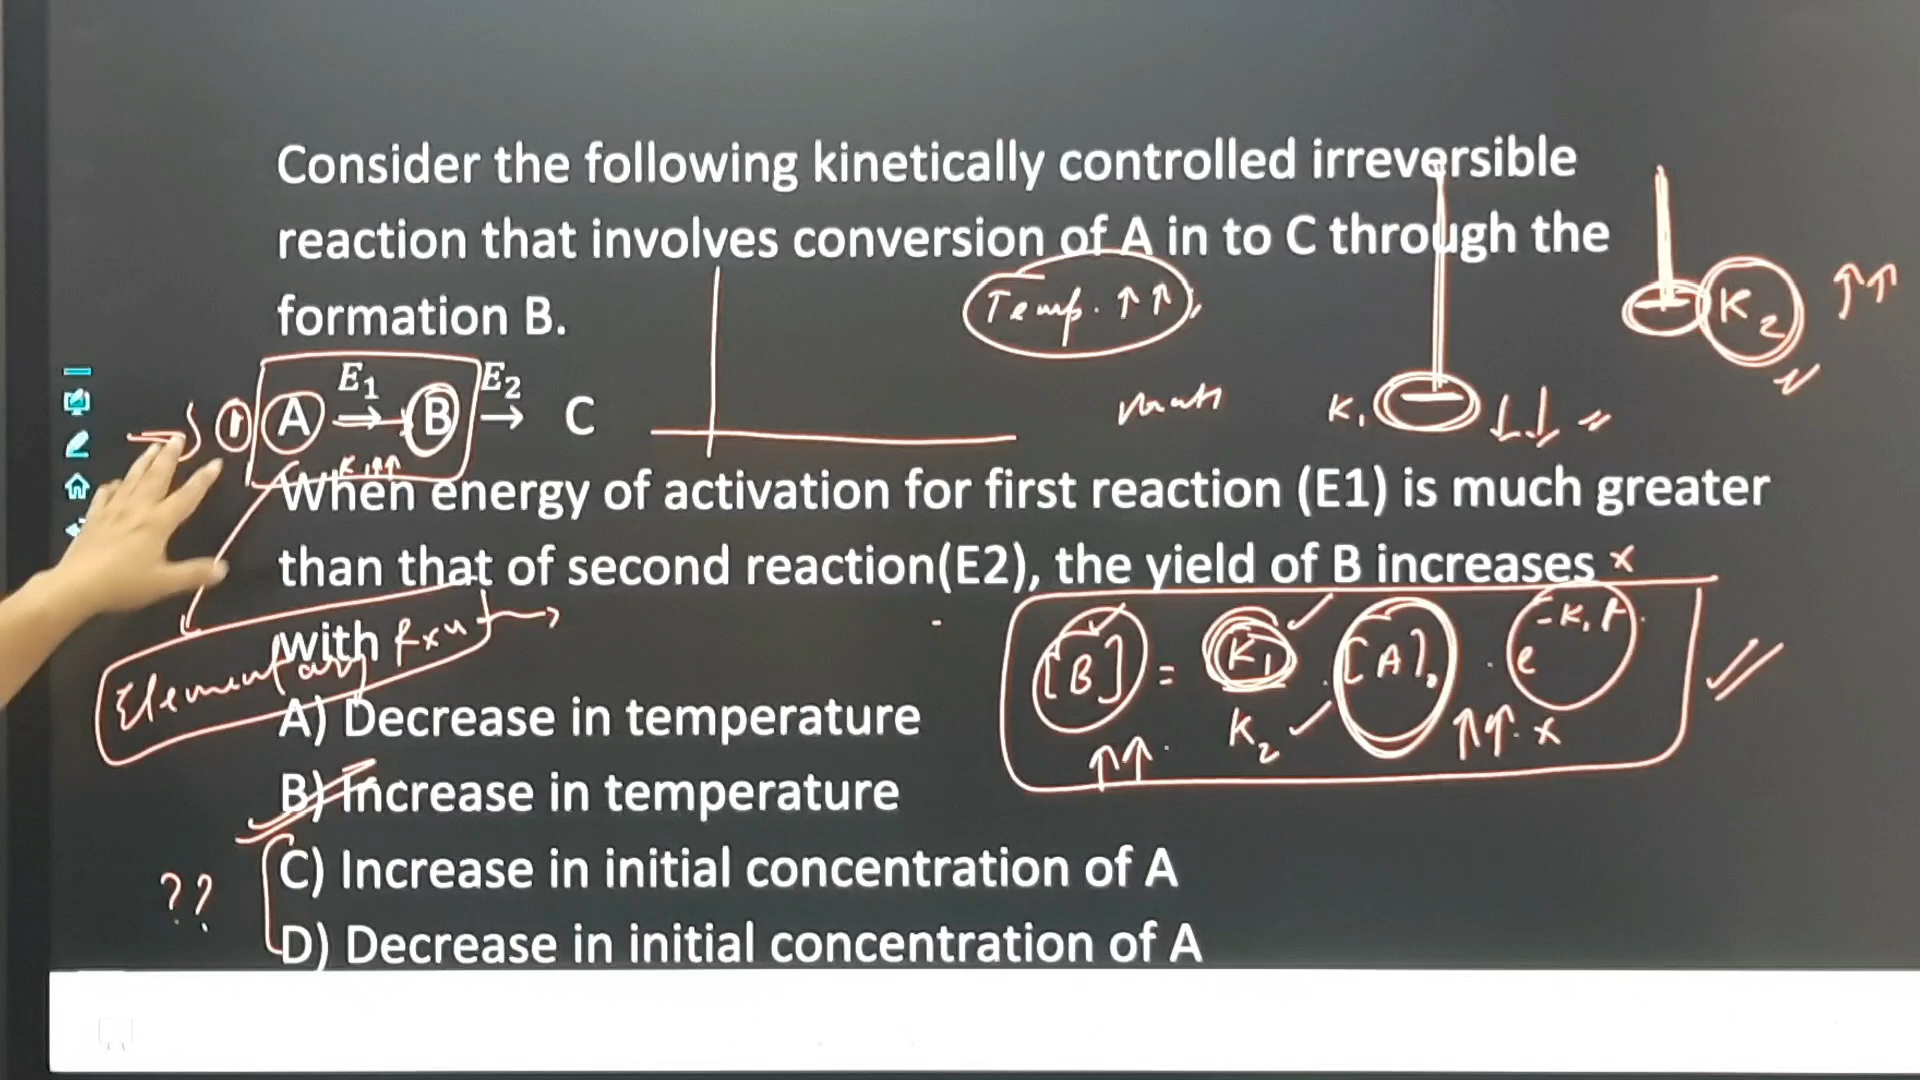 Consider the following kinetically controlled irreversible
reaction that involves conversion of A in to C through the
formation B.
Temp. ↑↑
K₂ ↑↑
① A →E₁ B →E₂ C
K₁↑↑
K₁ ↓↓
When energy of activation for first reaction (E1) is much greater
than that of second reaction(E2), the yield of B increases ×
with
Elementary Rxn →
[B] = K₁ [A]₀ . e -K₁t
K₂
↑↑ ↑↑ ×
A) Decrease in temperature
B) Increase in temperature
C) Increase in initial concentration of A
??
D) Decrease in initial concentration of A